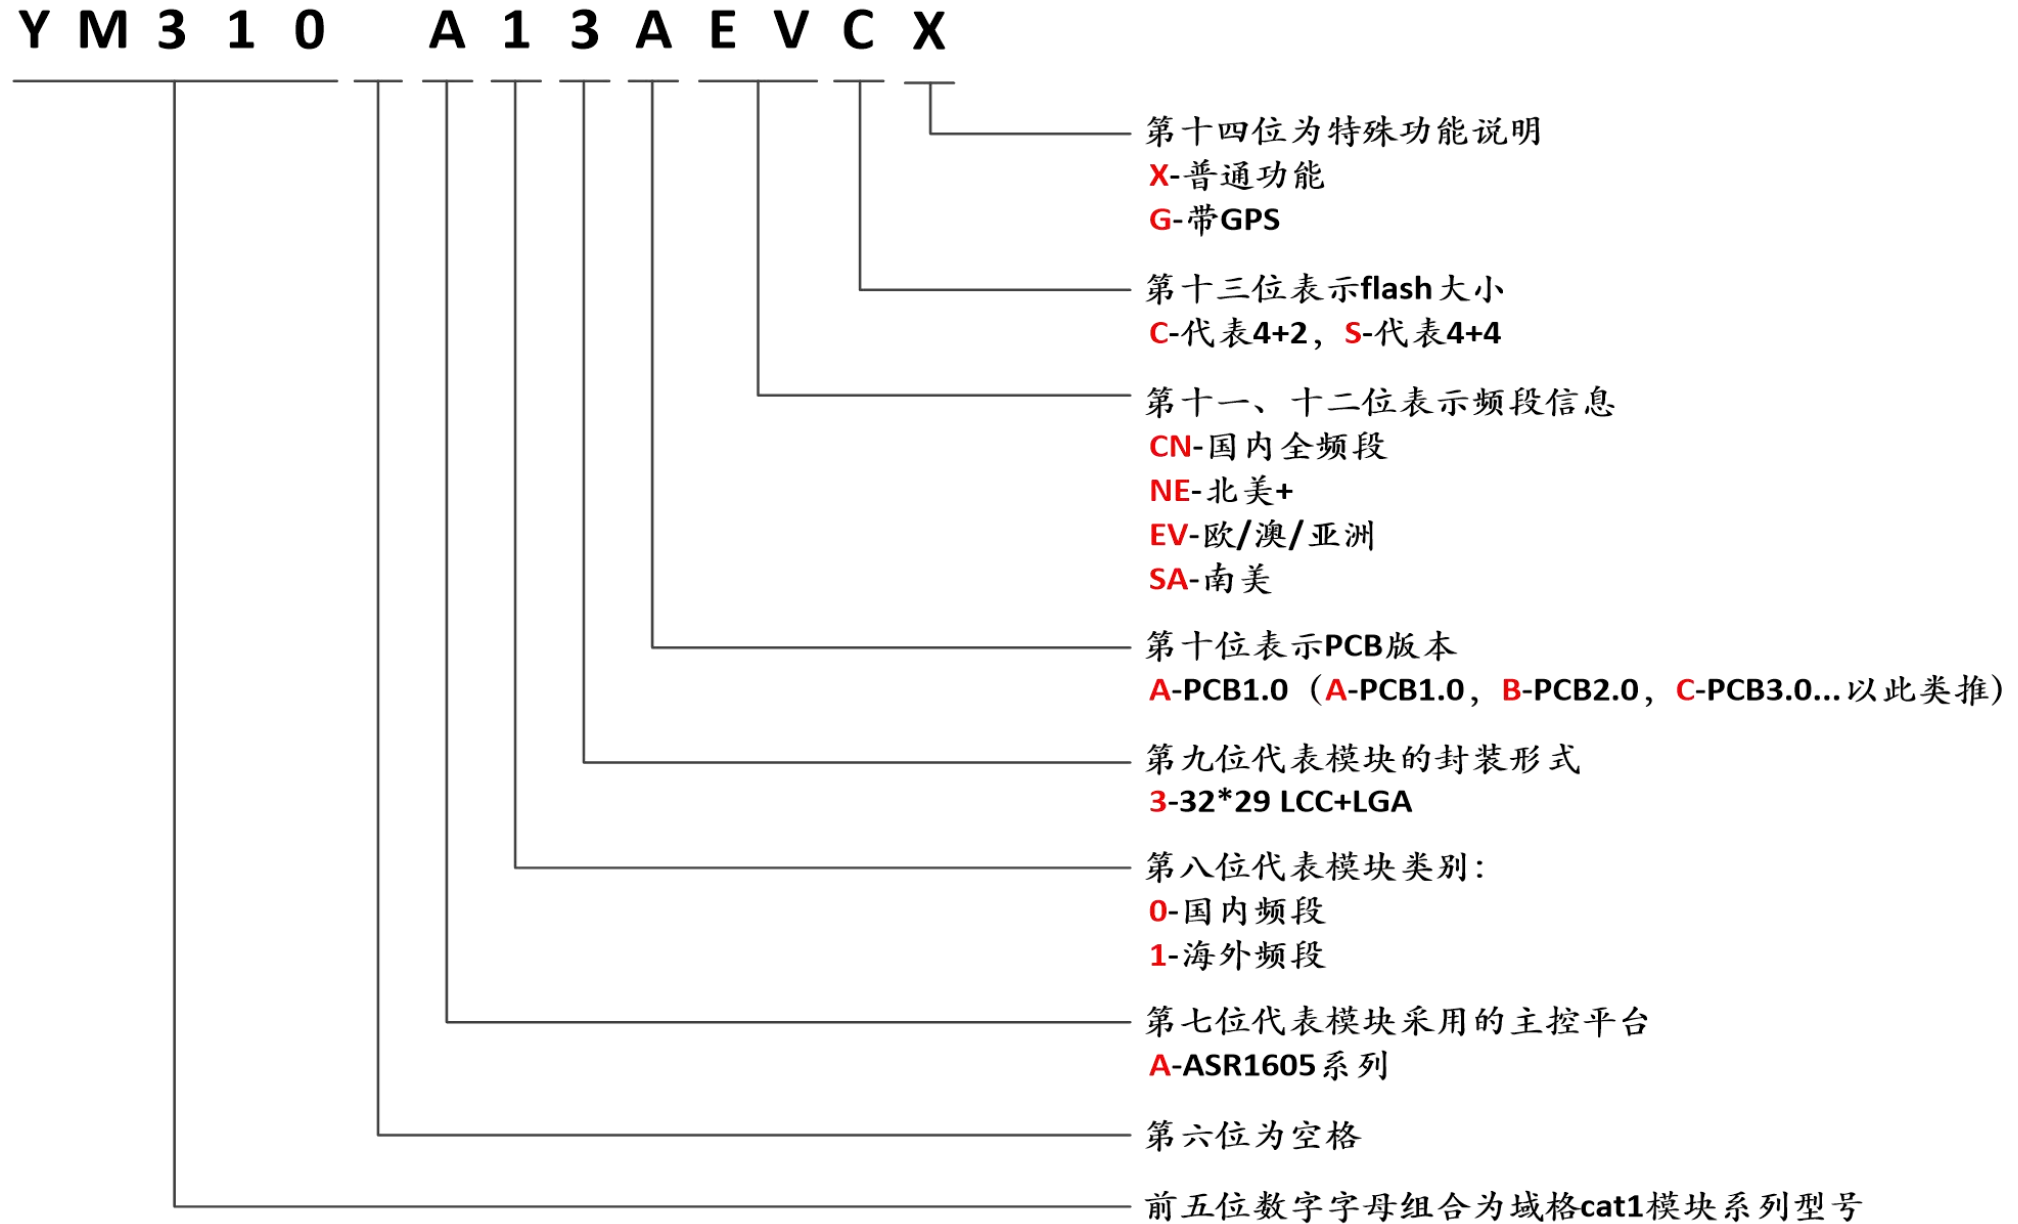 YM310 A13AEVCX
第十四位为特殊功能说明
X-普通功能
G-带GPS
第十三位表示flash大小
C-代表4+2，S-代表4+4
第十一、十二位表示频段信息
CN-国内全频段
NE-北美+
EV-欧/澳/亚洲
SA-南美
第十位表示PCB版本
A-PCB1.0（A-PCB1.0，B-PCB2.0，C-PCB3.0...以此类推）
第九位代表模块的封装形式
3-32*29 LCC+LGA
第八位代表模块类别：
0-国内频段
1-海外频段
第七位代表模块采用的主控平台
A-ASR1605系列
第六位为空格
前五位数字字母组合为域格cat1模块系列型号